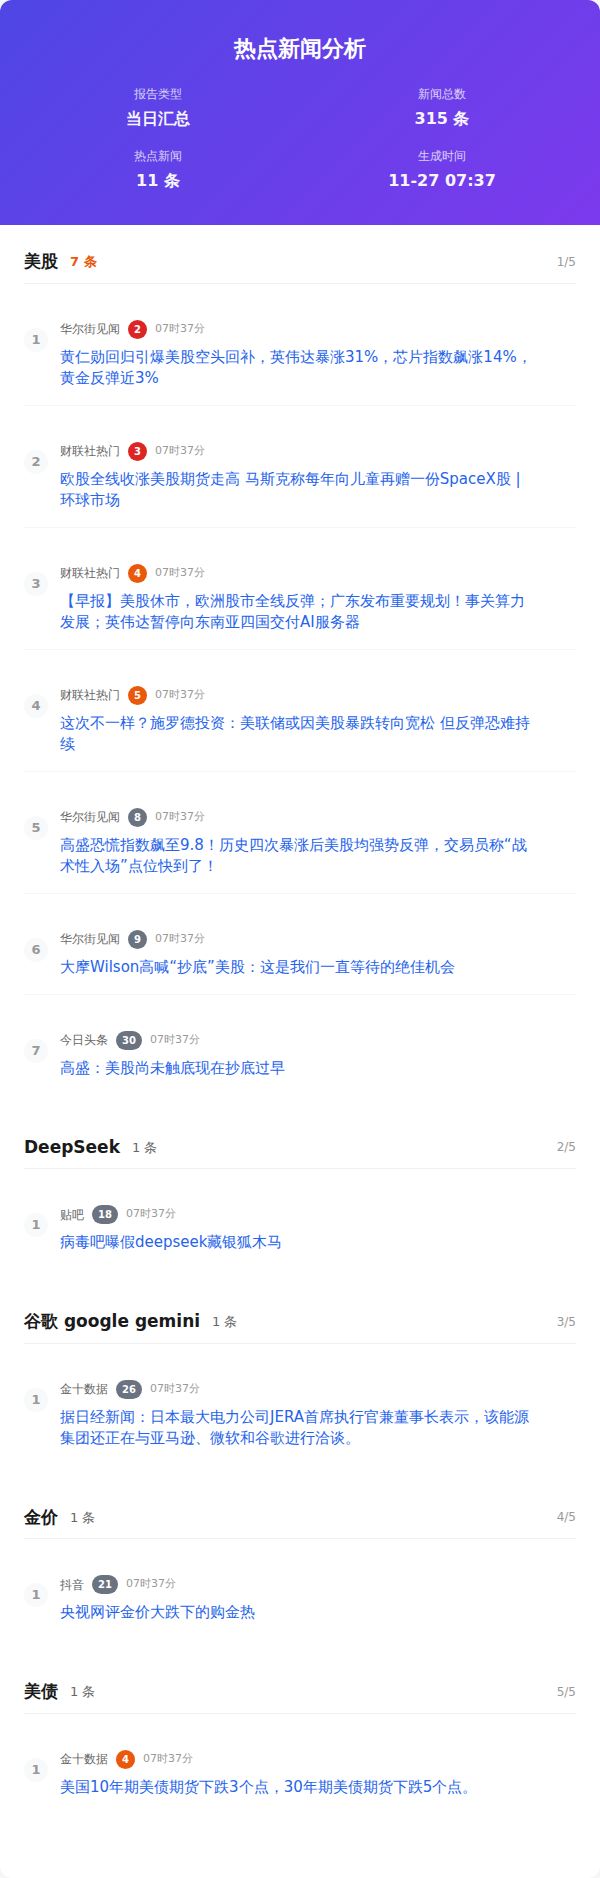 热点新闻分析
报告类型
新闻总数
当日汇总
315 条
热点新闻
生成时间
11 条
11-27 07:37
美股 7 条 1/5
1 华尔街见闻 2 07时37分
黄仁勋回归引爆美股空头回补，英伟达暴涨31%，芯片指数飙涨14%，
黄金反弹近3%
2 财联社热门 3 07时37分
欧股全线收涨美股期货走高 马斯克称每年向儿童再赠一份SpaceX股 |
环球市场
3 财联社热门 4 07时37分
【早报】美股休市，欧洲股市全线反弹；广东发布重要规划！事关算力
发展；英伟达暂停向东南亚四国交付AI服务器
4 财联社热门 5 07时37分
这次不一样？施罗德投资：美联储或因美股暴跌转向宽松 但反弹恐难持
续
5 华尔街见闻 8 07时37分
高盛恐慌指数飙至9.8！历史四次暴涨后美股均强势反弹，交易员称“战
术性入场”点位快到了！
6 华尔街见闻 9 07时37分
大摩Wilson高喊“抄底”美股：这是我们一直等待的绝佳机会
7 今日头条 30 07时37分
高盛：美股尚未触底现在抄底过早
DeepSeek 1 条 2/5
1 贴吧 18 07时37分
病毒吧曝假deepseek藏银狐木马
谷歌 google gemini 1 条 3/5
1 金十数据 26 07时37分
据日经新闻：日本最大电力公司JERA首席执行官兼董事长表示，该能源
集团还正在与亚马逊、微软和谷歌进行洽谈。
金价 1 条 4/5
1 抖音 21 07时37分
央视网评金价大跌下的购金热
美债 1 条 5/5
1 金十数据 4 07时37分
美国10年期美债期货下跌3个点，30年期美债期货下跌5个点。